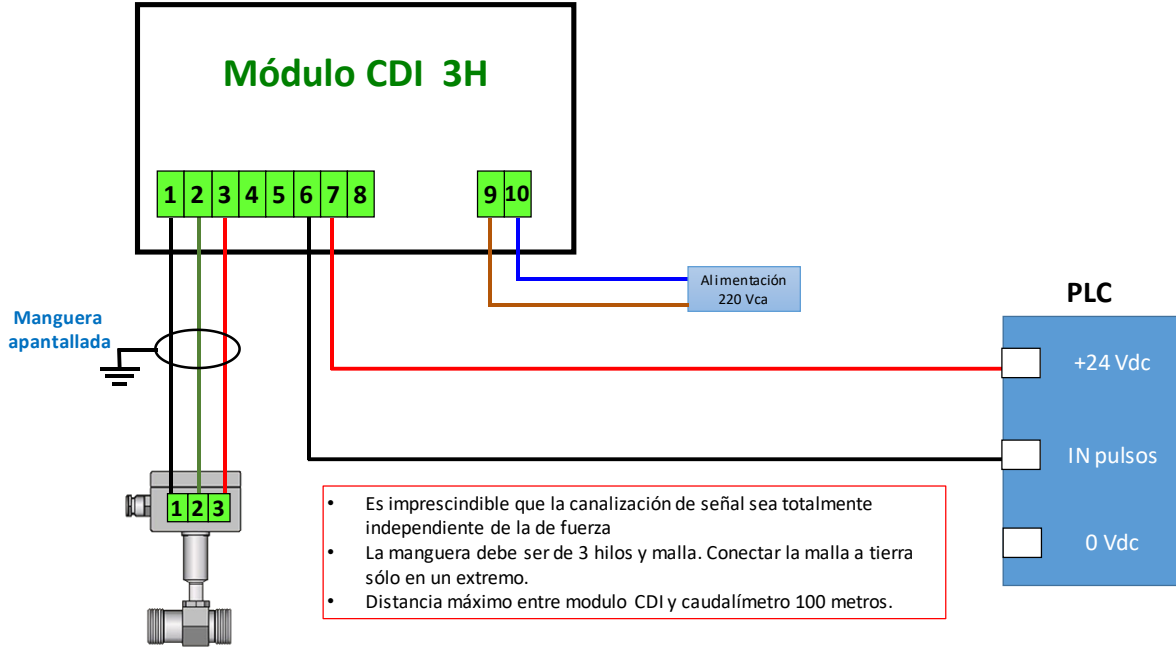 Módulo CDI 3H
1 2 3 4 5 6 7 8 9 10
Alimentación
220 Vca
PLC
Manguera
apantallada
+24 Vdc
IN pulsos
0 Vdc
1 2 3
• Es imprescindible que la canalización de señal sea totalmente
independiente de la de fuerza
• La manguera debe ser de 3 hilos y malla. Conectar la malla a tierra
sólo en un extremo.
• Distancia máximo entre modulo CDI y caudalímetro 100 metros.